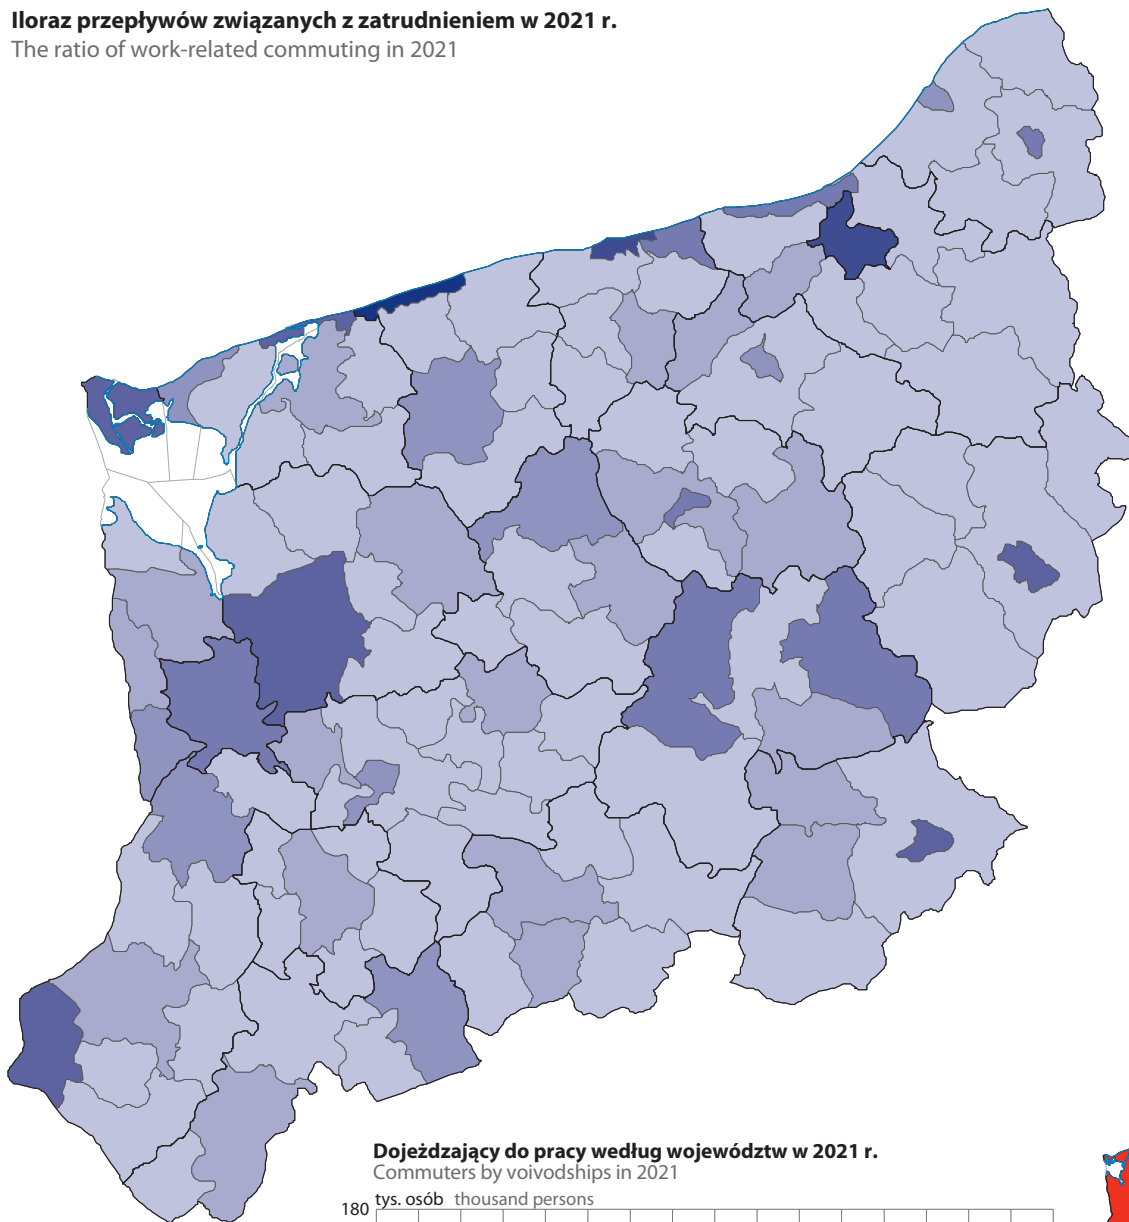 Iloraz przepływów związanych z zatrudnieniem w 2021 r.
The ratio of work-related commuting in 2021
Dojeżdzający do pracy według województw w 2021 r.
Commuters by voivodships in 2021
tys. osób thousand persons
180